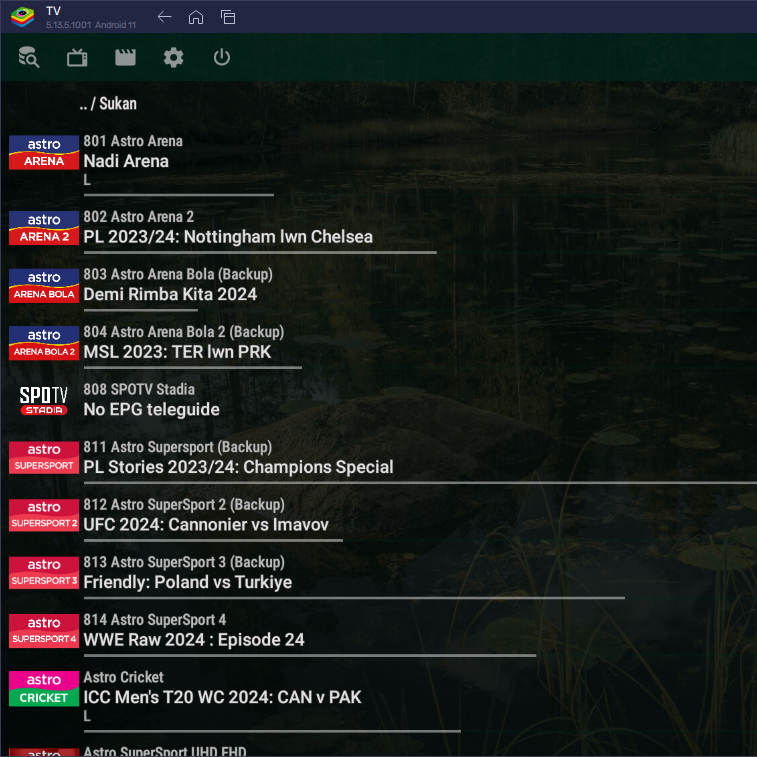 TV
5.13.5.1001 Android 11
.. / Sukan
astro
ARENA
801 Astro Arena
Nadi Arena
L
astro
ARENA 2
802 Astro Arena 2
PL 2023/24: Nottingham lwn Chelsea
astro
ARENA BOLA
803 Astro Arena Bola (Backup)
Demi Rimba Kita 2024
astro
ARENA BOLA 2
804 Astro Arena Bola 2 (Backup)
MSL 2023: TER lwn PRK
SPOTV
STADIA
808 SPOTV Stadia
No EPG teleguide
astro
SUPERSPORT
811 Astro Supersport (Backup)
PL Stories 2023/24: Champions Special
astro
SUPERSPORT 2
812 Astro SuperSport 2 (Backup)
UFC 2024: Cannonier vs Imavov
astro
SUPERSPORT 3
813 Astro SuperSport 3 (Backup)
Friendly: Poland vs Turkiye
astro
SUPERSPORT 4
814 Astro SuperSport 4
WWE Raw 2024 : Episode 24
astro
CRICKET
Astro Cricket
ICC Men's T20 WC 2024: CAN v PAK
L
astro
Astro SuperSport UHD FHD